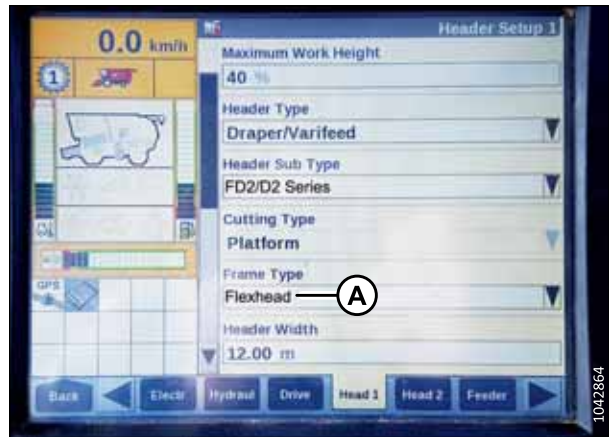 0.0 km/h
Header Setup 1
Maximum Work Height
40 %
1
Header Type
Draper/Varifeed
Header Sub Type
FD2/D2 Series
Cutting Type
Platform
Frame Type
Flexhead
A
GPS
Header Width
12.00 m
Back
Electr
Hydraul
Drive
Head 1
Head 2
Feeder
1042864